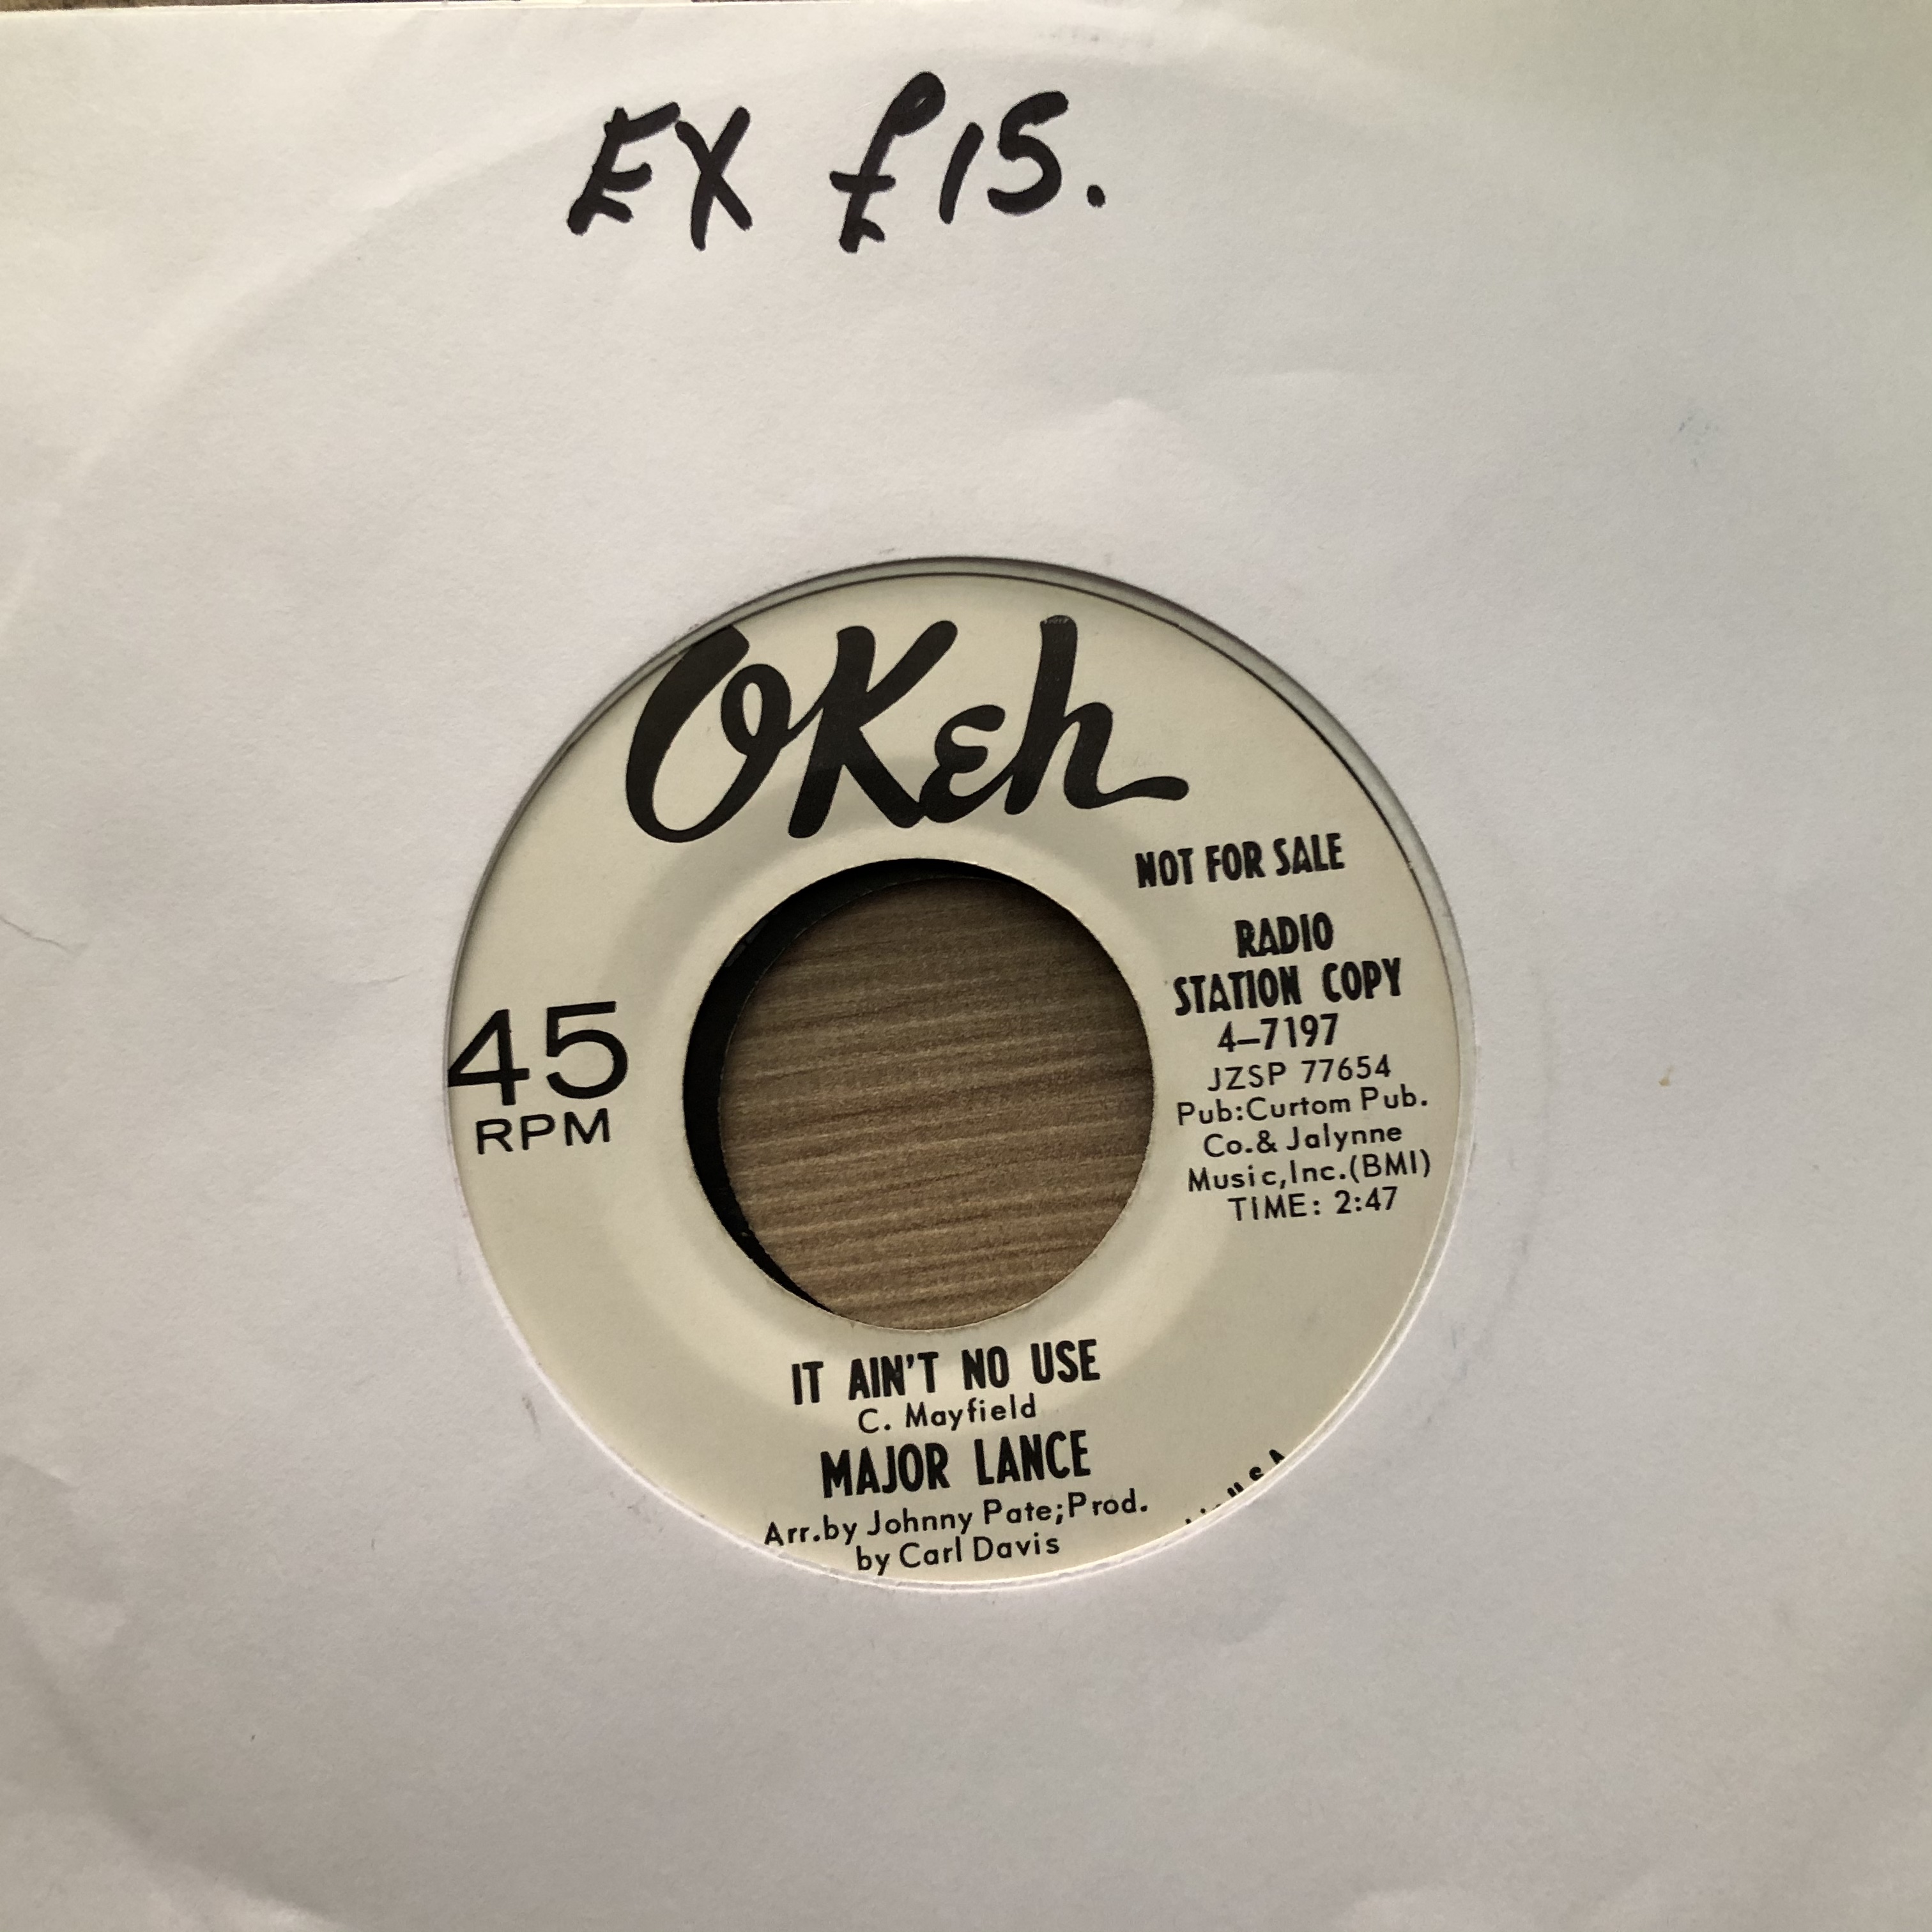 EX £15.
OKeh
NOT FOR SALE
RADIO
STATION COPY
4-7197
JZSP 77654
Pub:Curtom Pub.
Co.& Jalynne
Music,Inc.(BMI)
TIME: 2:47
45
RPM
IT AIN'T NO USE
C. Mayfield
MAJOR LANCE
Arr.by Johnny Pate;Prod.
by Carl Davis
USA